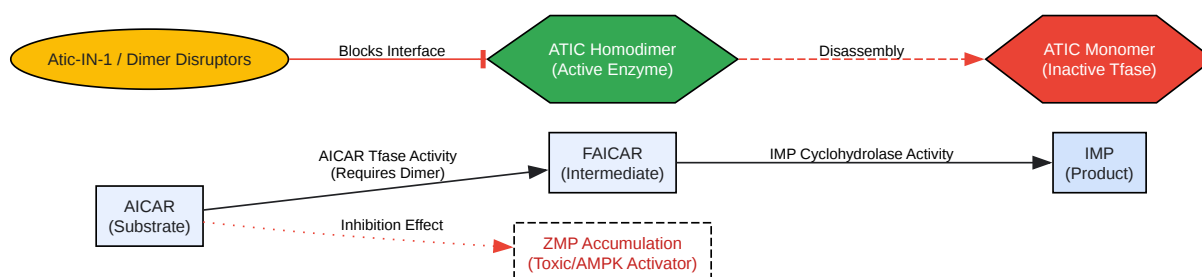 Atic-IN-1 / Dimer Disruptors
Blocks Interface
ATIC Homodimer
(Active Enzyme)
Disassembly
ATIC Monomer
(Inactive Tfase)
AICAR
(Substrate)
AICAR Tfase Activity
(Requires Dimer)
FAICAR
(Intermediate)
IMP Cyclohydrolase Activity
IMP
(Product)
Inhibition Effect
ZMP Accumulation
(Toxic/AMPK Activator)